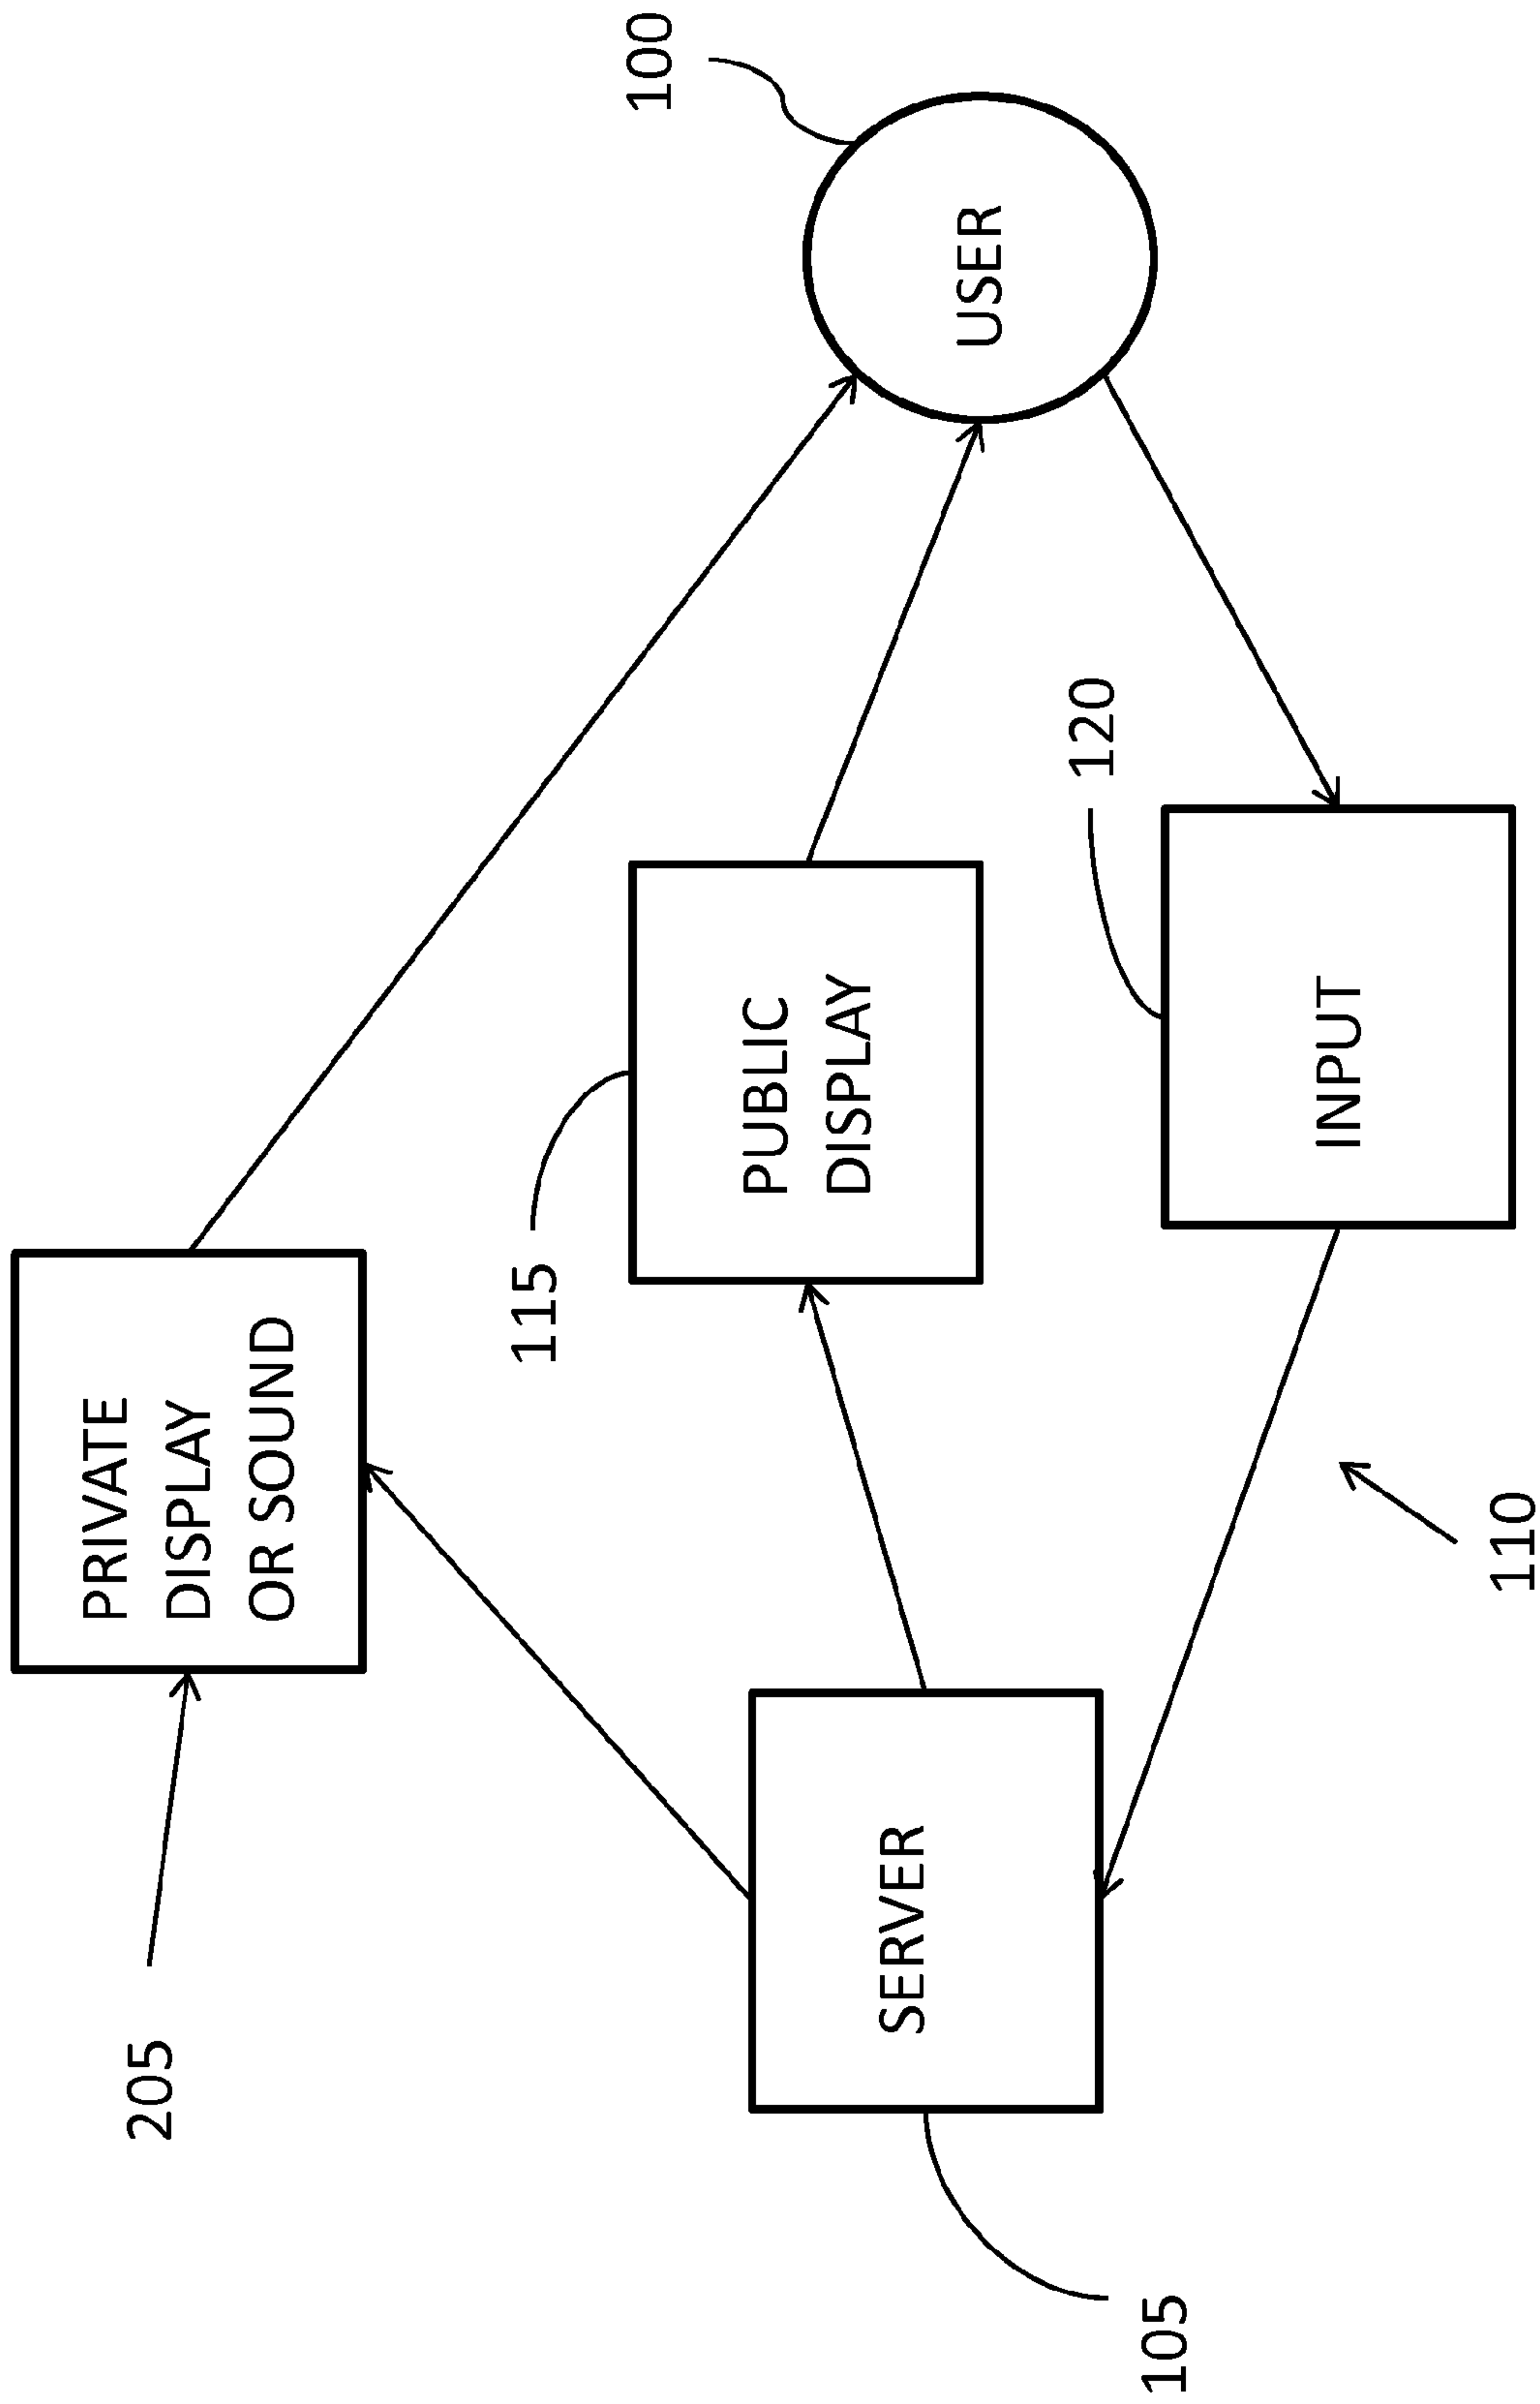 205
PRIVATE
DISPLAY
OR SOUND
100
115
PUBLIC
DISPLAY
USER
SERVER
120
105
INPUT
110